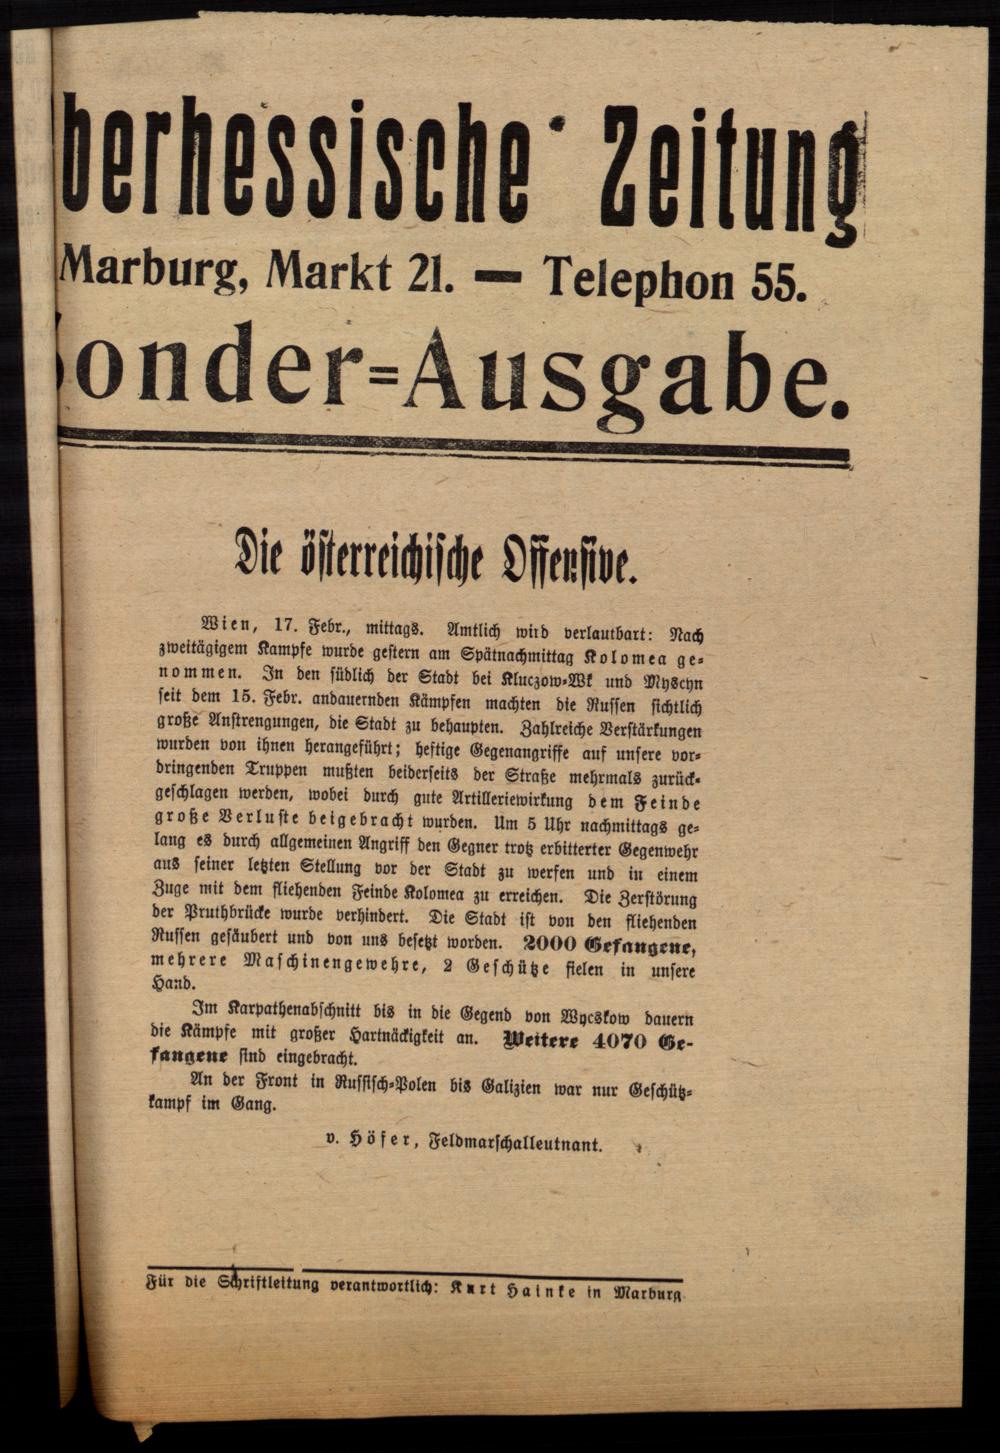 berhessische Zeitung
Marburg, Markt 21. — Telephon 55.
Sonder=Ausgabe.
Die österreichische Offensive.
Wien, 17. Febr., mittags. Amtlich wird verlautbart: Nach
zweitägigem Kampfe wurde gestern am Spätnachmittag Kolomea ge=
nommen. In den südlich der Stadt bei Kluczow=Wk und Myscyn
seit dem 15. Febr. andauernden Kämpfen machten die Russen sichtlich
große Anstrengungen, die Stadt zu behaupten. Zahlreiche Verstärkungen
wurden von ihnen herangeführt; heftige Gegenangriffe auf unsere vor=
dringenden Truppen mußten beiderseits der Straße mehrmals zurück=
geschlagen werden, wobei durch gute Artilleriewirkung dem Feinde
große Verluste beigebracht wurden. Um 5 Uhr nachmittags ge=
lang es durch allgemeinen Angriff den Gegner trotz erbitterter Gegenwehr
aus seiner letzten Stellung vor der Stadt zu werfen und in einem
Zuge mit dem fliehenden Feinde Kolomea zu erreichen. Die Zerstörung
der Pruthbrücke wurde verhindert. Die Stadt ist von den fliehenden
Russen gesäubert und von uns besetzt worden. 2000 Gefangene,
mehrere Maschinengewehre, 2 Geschütze fielen in unsere
Hand.
Im Karpathenabschnitt bis in die Gegend von Wycskow dauern
die Kämpfe mit großer Hartnäckigkeit an. Weitere 4070 Ge-
fangene sind eingebracht.
An der Front in Russisch=Polen bis Galizien war nur Geschütz=
kampf im Gang.
v. Höfer, Feldmarschalleutnant.
Für die Schriftleitung verantwortlich: Kurt Hainke in Marburg